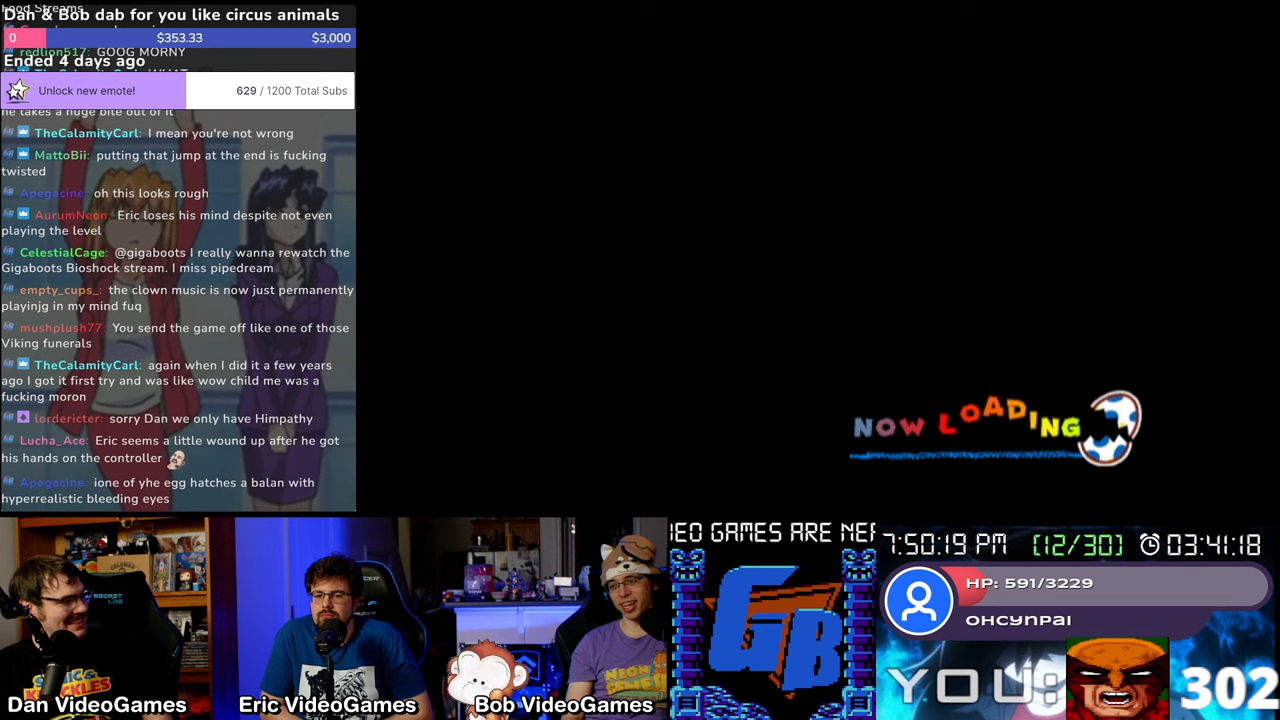 Food Streams
Dan & Bob dab for you like circus animals
0 $353.33 $3,000
redlion517: GOOG MORNY
Ended 4 days ago
Unlock new emote! 629 / 1200 Total Subs
he takes a huge bite out of it
TheCalamityCarl: I mean you're not wrong
MattoBii: putting that jump at the end is fucking
twisted
Apegacine: oh this looks rough
AurumNeon: Eric loses his mind despite not even
playing the level
CelestialCage: @gigaboots I really wanna rewatch the
Gigaboots Bioshock stream. I miss pipedream
empty_cups_: the clown music is now just permanently
playinjg in my mind fuq
mushplush77: You send the game off like one of those
Viking funerals
TheCalamityCarl: again when I did it a few years
ago I got it first try and was like wow child me was a
fucking moron
lordericter: sorry Dan we only have Himpathy
Lucha_Ace: Eric seems a little wound up after he got
his hands on the controller
Apegacine: ione of yhe egg hatches a balan with
hyperrealistic bleeding eyes
NOW LOADING
SECRET LAB
Dan VideoGames
Eric VideoGames
Bob VideoGames
EO GAMES ARE NE
GB
7:50:19 PM [12/30] 03:41:18
HP: 591/3229
OHCYNPAI
YOU
302